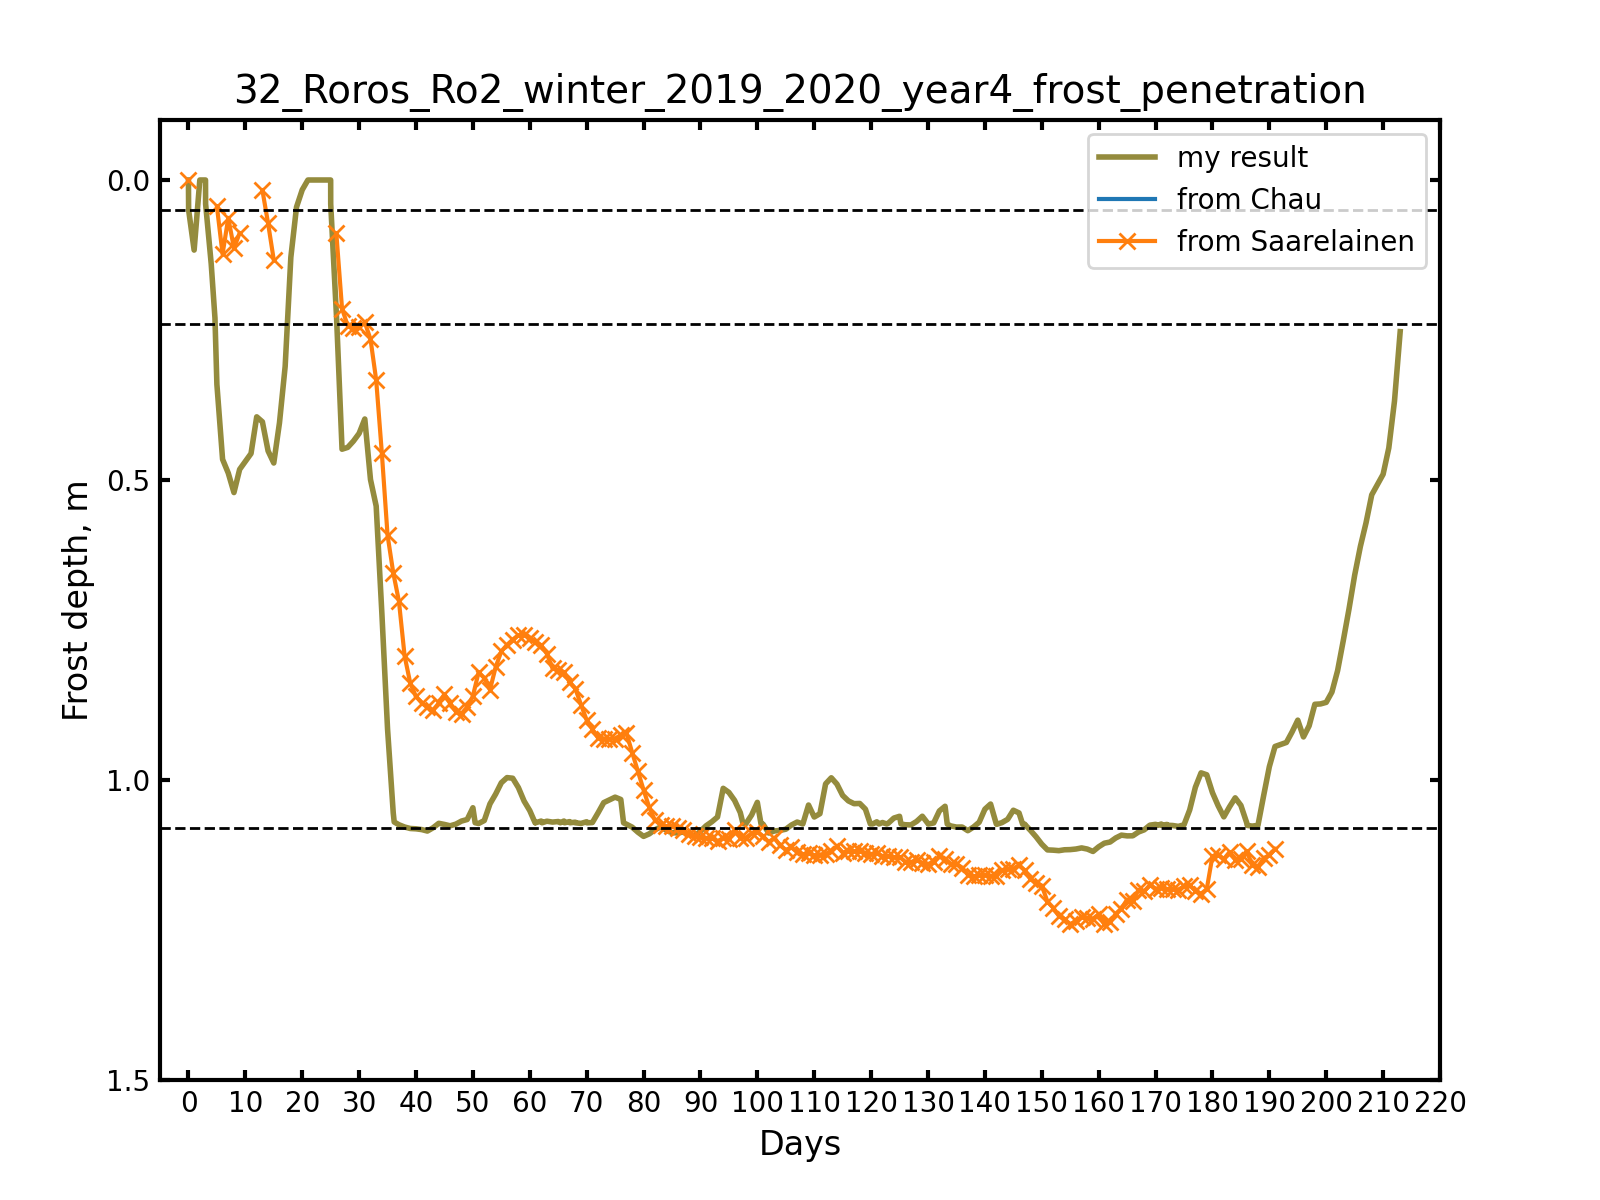 32_Roros_Ro2_winter_2019_2020_year4_frost_penetration
my result
from Chau
from Saarelainen
0.0
0.5
1.0
1.5
Frost depth, m
0 10 20 30 40 50 60 70 80 90 100 110 120 130 140 150 160 170 180 190 200 210 220
Days